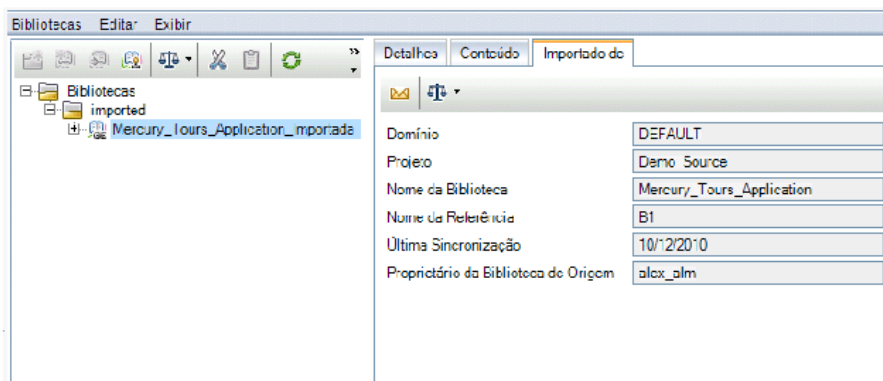 Bibliotecas Editar Exibir
Detalhes Conteúdo Importado de
Bibliotecas
imported
Mercury_Tours_Application_Importada
Domínio DEFAULT
Projeto Demo_Source
Nome da Biblioteca Mercury_Tours_Application
Nome da Referência B1
Última Sincronização 10/12/2010
Proprietário da Biblioteca de Origem alex_alm